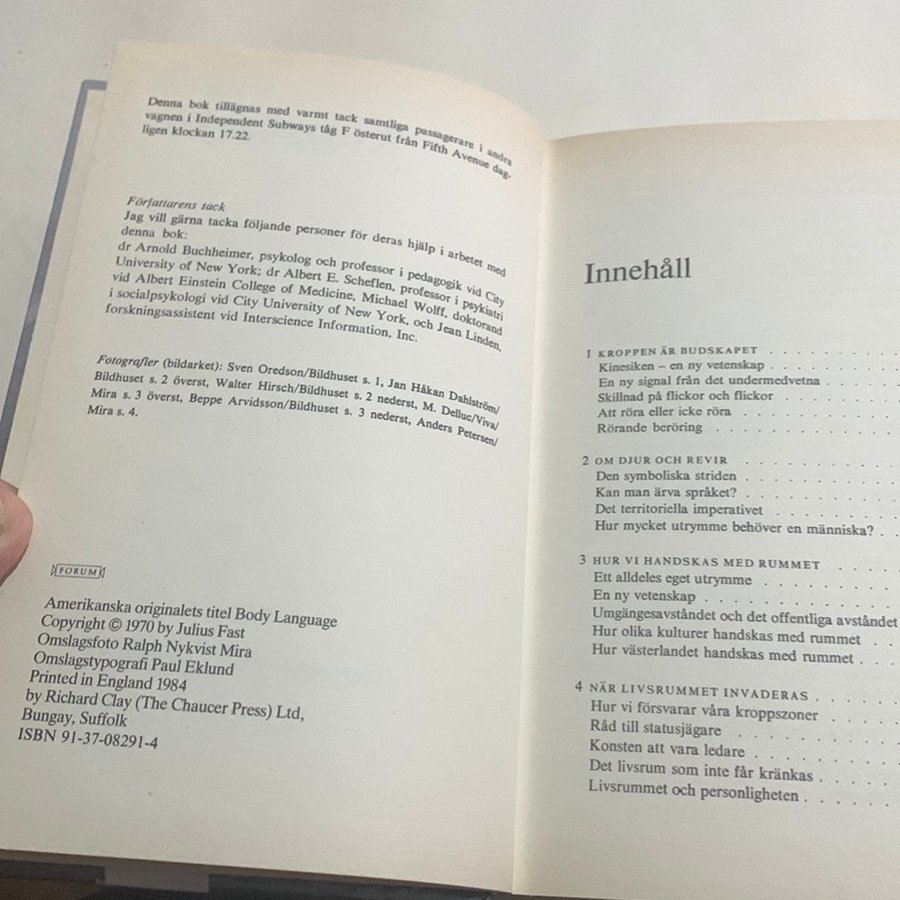 Denna bok tillägnas med varmt tack samtliga passagerare i andra
vagnen i Independent Subways tåg F österut från Fifth Avenue dag-
ligen klockan 17.22.
Författarens tack
Jag vill gärna tacka följande personer för deras hjälp i arbetet med
denna bok:
dr Arnold Buchheimer, psykolog och professor i pedagogik vid City
University of New York; dr Albert E. Scheflen, professor i psykiatri
vid Albert Einstein College of Medicine, Michael Wolff, doktorand
i socialpsykologi vid City University of New York, och Jean Linden,
forskningsassistent vid Interscience Information, Inc.
Fotografier (bildarket): Sven Oredson/Bildhuset s. 1, Jan Håkan Dahlström/
Bildhuset s. 2 överst, Walter Hirsch/Bildhuset s. 2 nederst, M. Delluc/Viva/
Mira s. 3 överst, Beppe Arvidsson/Bildhuset s. 3 nederst, Anders Petersen/
Mira s. 4.
FORUM
Amerikanska originalets titel Body Language
Copyright © 1970 by Julius Fast
Omslagsfoto Ralph Nykvist Mira
Omslagstypografi Paul Eklund
Printed in England 1984
by Richard Clay (The Chaucer Press) Ltd,
Bungay, Suffolk
ISBN 91-37-08291-4
Innehåll
1 KROPPEN ÄR BUDSKAPET . . . . . . . . .
Kinesiken – en ny vetenskap . . . . . . . . .
En ny signal från det undermedvetna . . . . . .
Skillnad på flickor och flickor . . . . . . . .
Att röra eller icke röra . . . . . . . . . .
Rörande beröring . . . . . . . . . . . .
2 OM DJUR OCH REVIR . . . . . . . . . .
Den symboliska striden . . . . . . . . . .
Kan man ärva språket? . . . . . . . . . .
Det territoriella imperativet . . . . . . . .
Hur mycket utrymme behöver en människa? . .
3 HUR VI HANDSKAS MED RUMMET . . . .
Ett alldeles eget utrymme . . . . . . . .
En ny vetenskap . . . . . . . . . . .
Umgängesavståndet och det offentliga avståndet
Hur olika kulturer handskas med rummet . .
Hur västerlandet handskas med rummet . . .
4 NÄR LIVSRUMMET INVADERAS . . . . .
Hur vi försvarar våra kroppszoner . . . . .
Råd till statusjägare . . . . . . . . . .
Konsten att vara ledare . . . . . . . . .
Det livsrum som inte får kränkas . . . . .
Livsrummet och personligheten . . . . . .